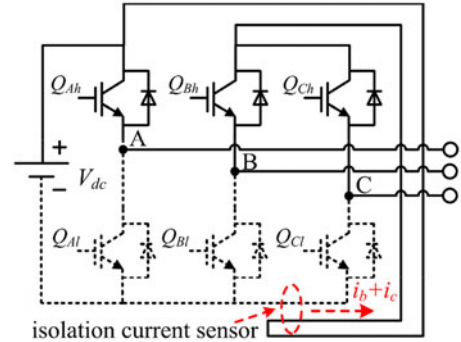 Q_Ah Q_Bh Q_Ch
A
+
V_dc
−
B
C
Q_Al Q_Bl Q_Cl
i_b+i_c
isolation current sensor